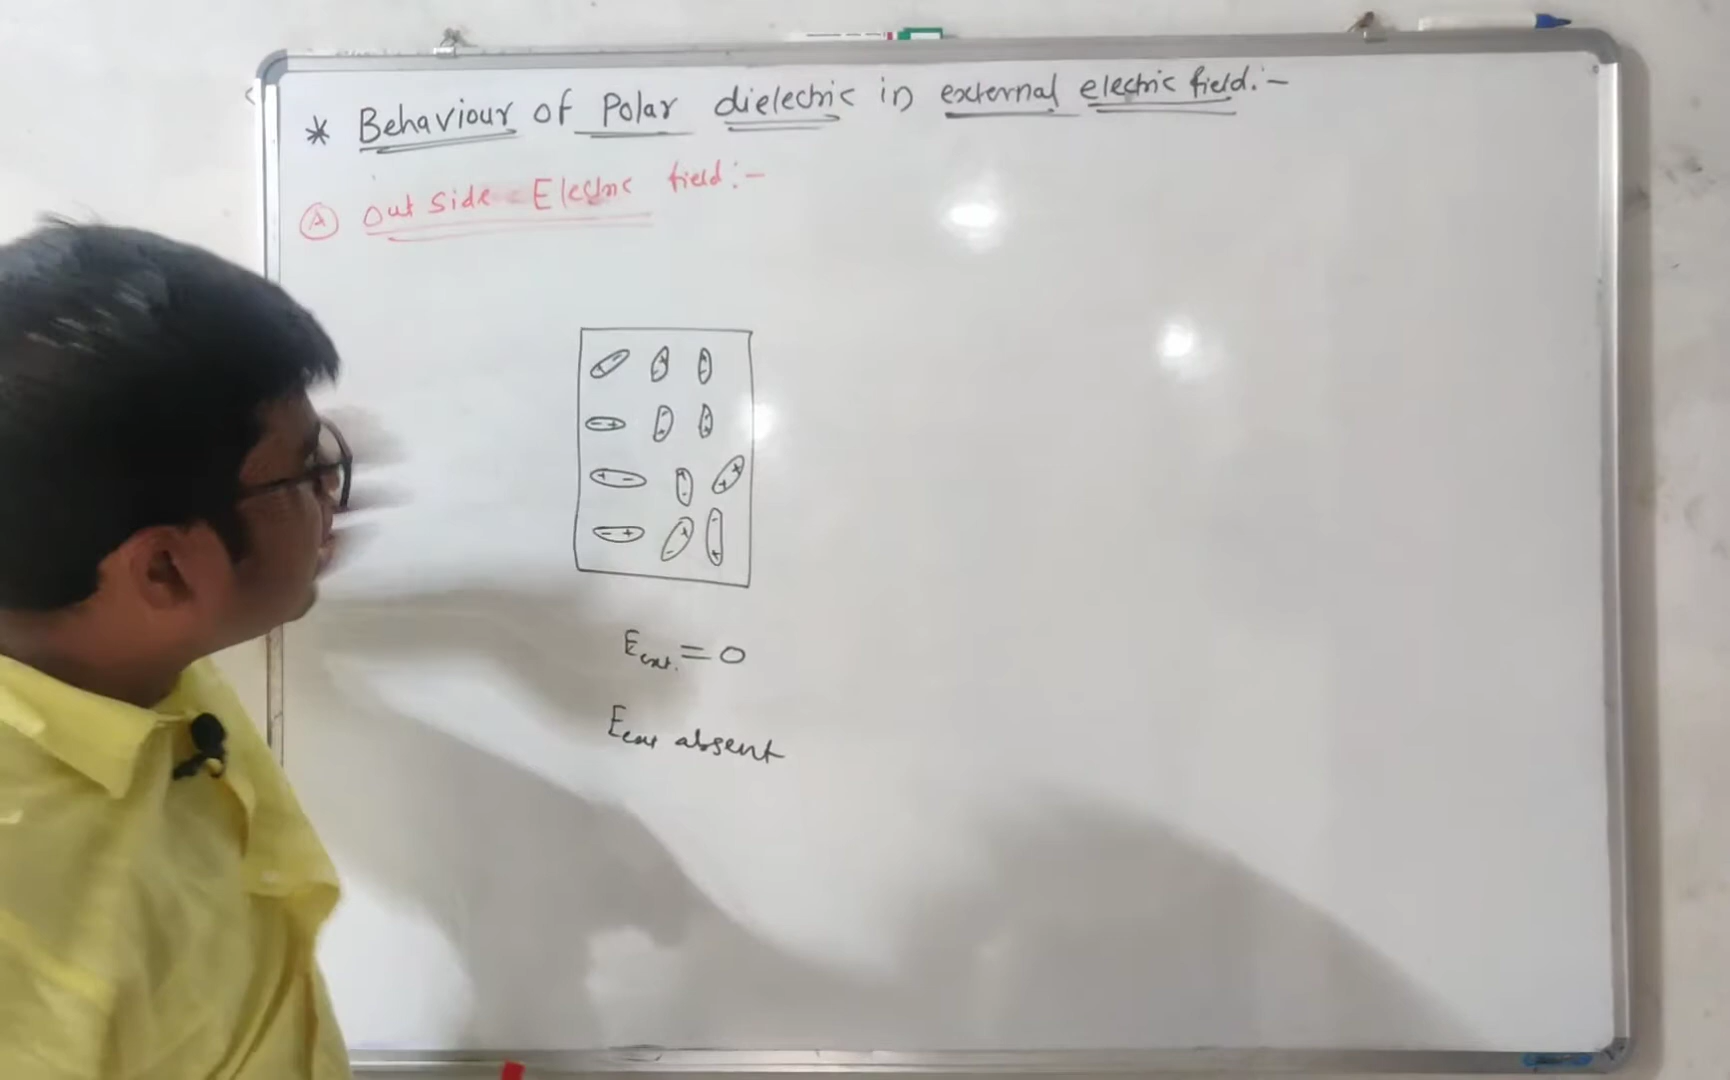 * Behaviour of Polar dielectric in external electric field:-
Ⓐ Out Side Electric field:-
- +
+ -
- +
Eext. = 0
Eext absent